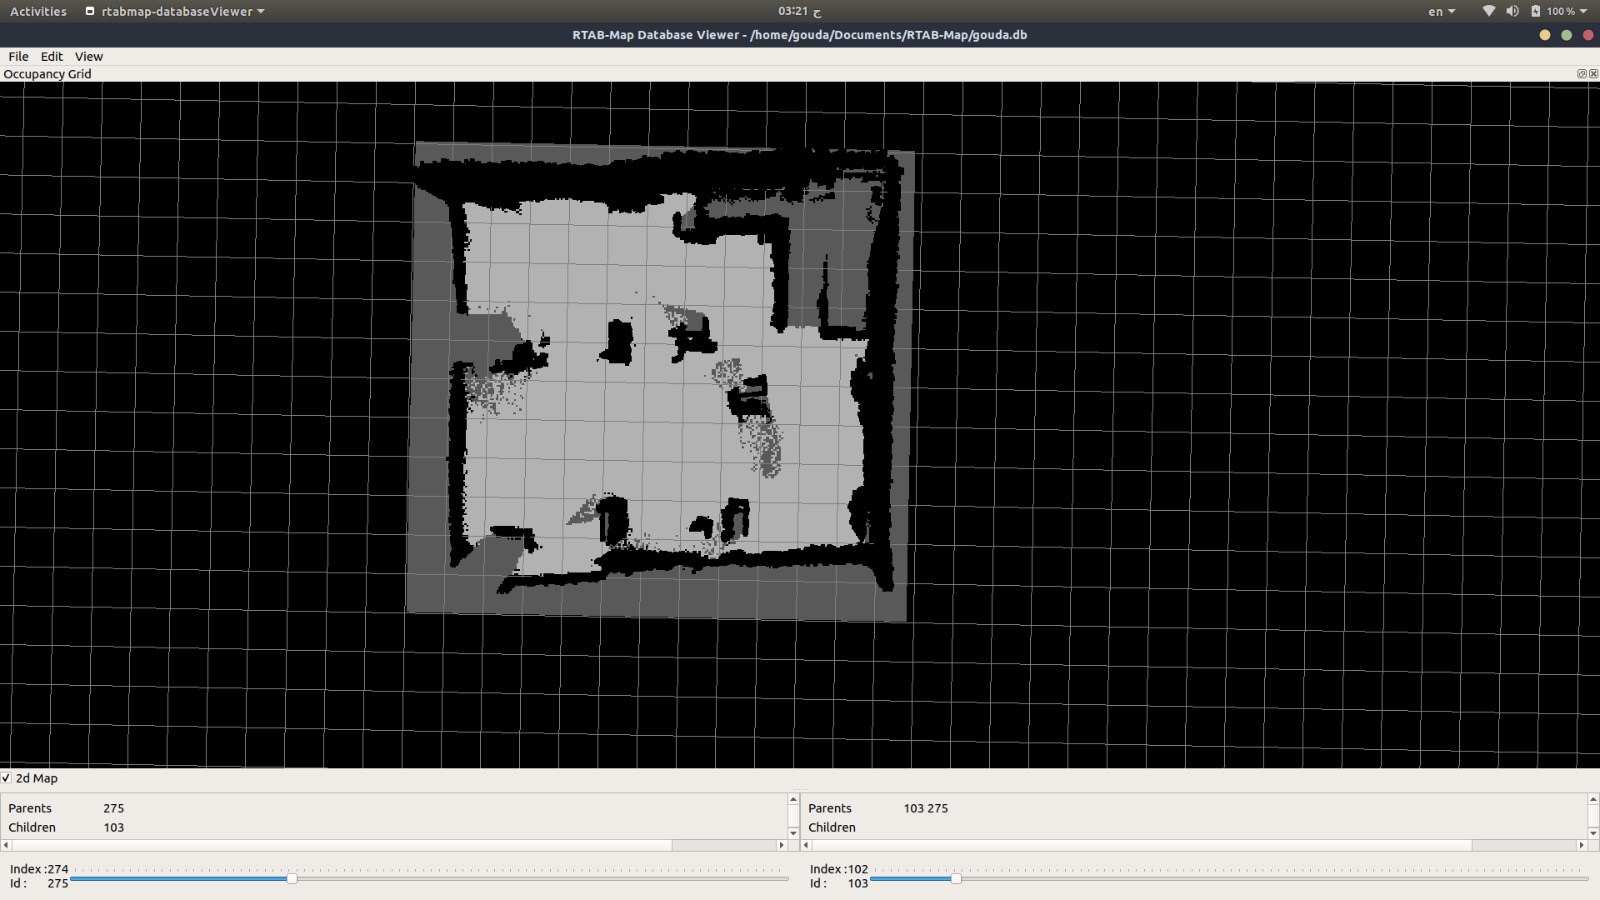 Activities rtabmap-databaseViewer 03:21 ج en 100 %
RTAB-Map Database Viewer - /home/gouda/Documents/RTAB-Map/gouda.db
File Edit View
Occupancy Grid
2d Map
Parents 275
Children 103
Parents 103 275
Children
Index :274
Id : 275
Index :102
Id : 103